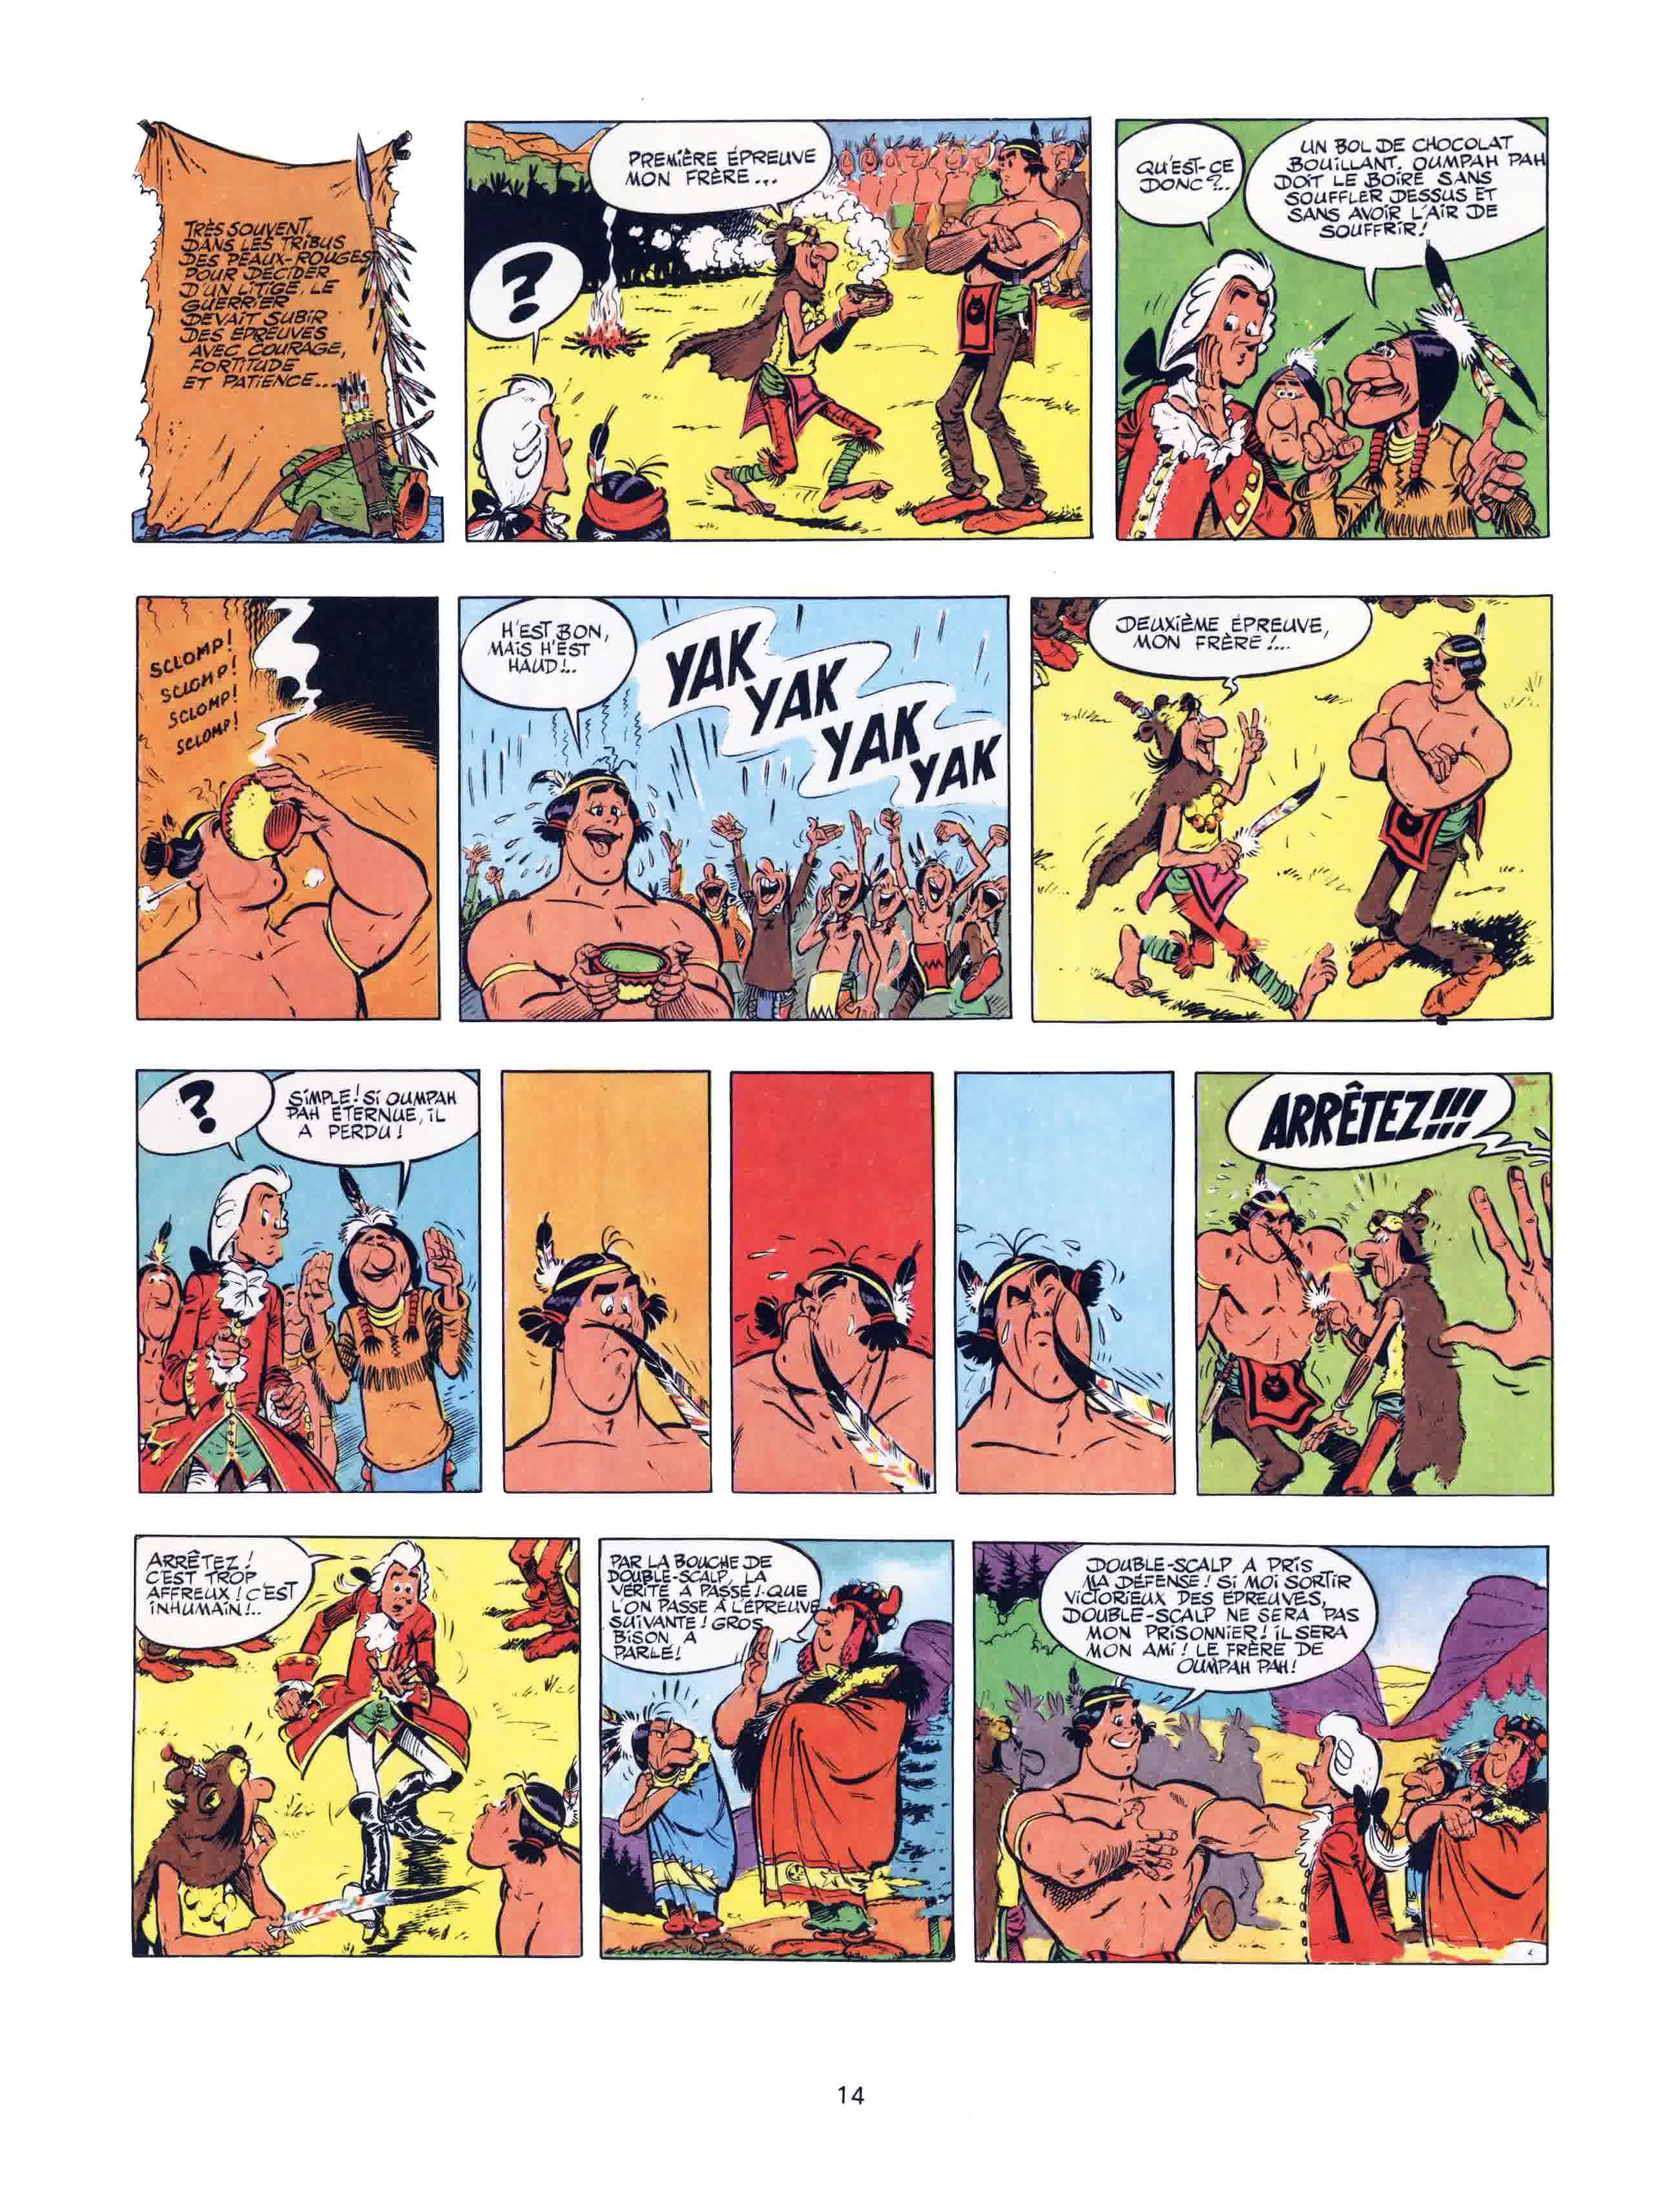 TRÈS SOUVENT,
DANS LES TRIBUS
DES PEAUX-ROUGES
POUR DÉCIDER
D'UN LITIGE, LE
GUERRIER
DEVAIT SUBIR
DES ÉPREUVES
AVEC COURAGE,
FORTITUDE
ET PATIENCE...
PREMIÈRE ÉPREUVE
MON FRÈRE...
?
QU'EST-CE
DONC?..
UN BOL DE CHOCOLAT
BOUILLANT. OUMPAH PAH
DOIT LE BOIRE SANS
SOUFFLER DESSUS ET
SANS AVOIR L'AIR DE
SOUFFRIR!
SCLOMP!
SCLOMP!
SCLOMP!
SCLOMP!
H'EST BON,
MAIS H'EST
HAUD!..
YAK
YAK
YAK
YAK
DEUXIÈME ÉPREUVE,
MON FRÈRE!...
?
SIMPLE! SI OUMPAH
PAH ÉTERNUE, IL
A PERDU!
ARRÊTEZ!!!
ARRÊTEZ!
C'EST TROP
AFFREUX! C'EST
INHUMAIN!..
PAR LA BOUCHE DE
DOUBLE-SCALP, LA
VÉRITÉ A PASSÉ! QUE
L'ON PASSE À L'ÉPREUVE
SUIVANTE! GROS
BISON A
PARLÉ!
DOUBLE-SCALP A PRIS
MA DÉFENSE! SI MOI SORTIR
VICTORIEUX DES ÉPREUVES,
DOUBLE-SCALP NE SERA PAS
MON PRISONNIER! IL SERA
MON AMI! LE FRÈRE DE
OUMPAH PAH!
14